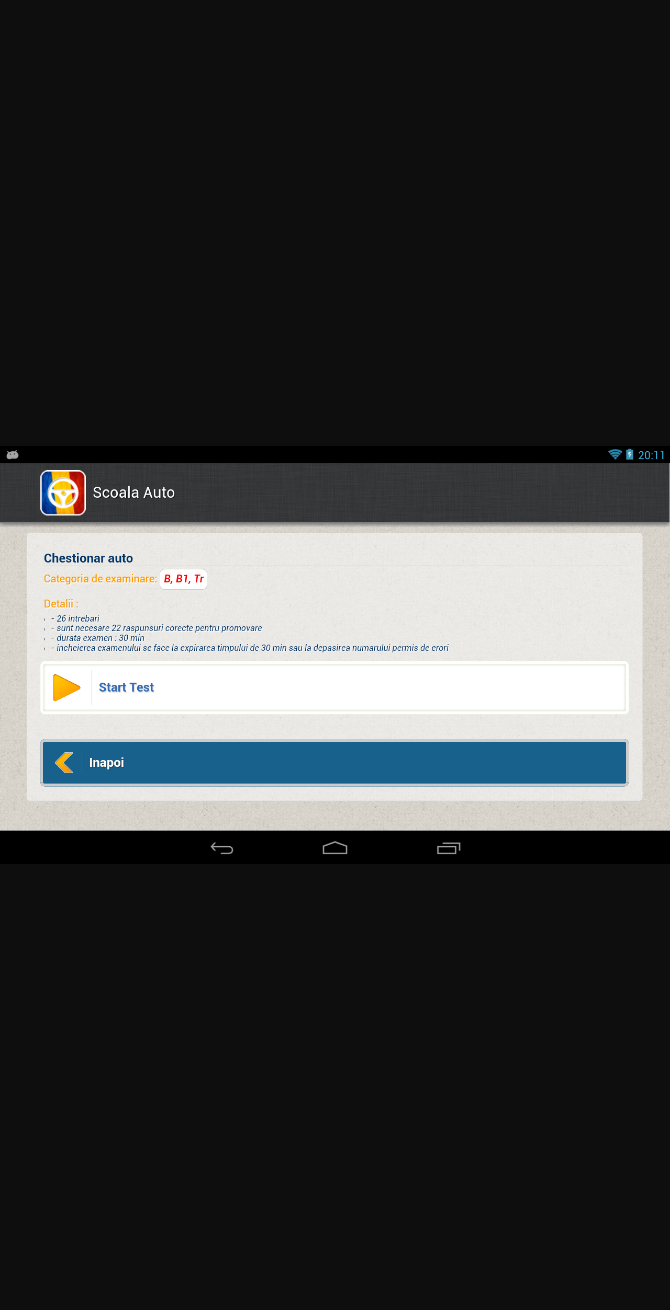 20:11
Scoala Auto
Chestionar auto
Categoria de examinare: B, B1, Tr
Detalii :
- 26 intrebari
- sunt necesare 22 raspunsuri corecte pentru promovare
- durata examen : 30 min
- incheierea examenului se face la expirarea timpului de 30 min sau la depasirea numarului permis de erori
Start Test
Inapoi